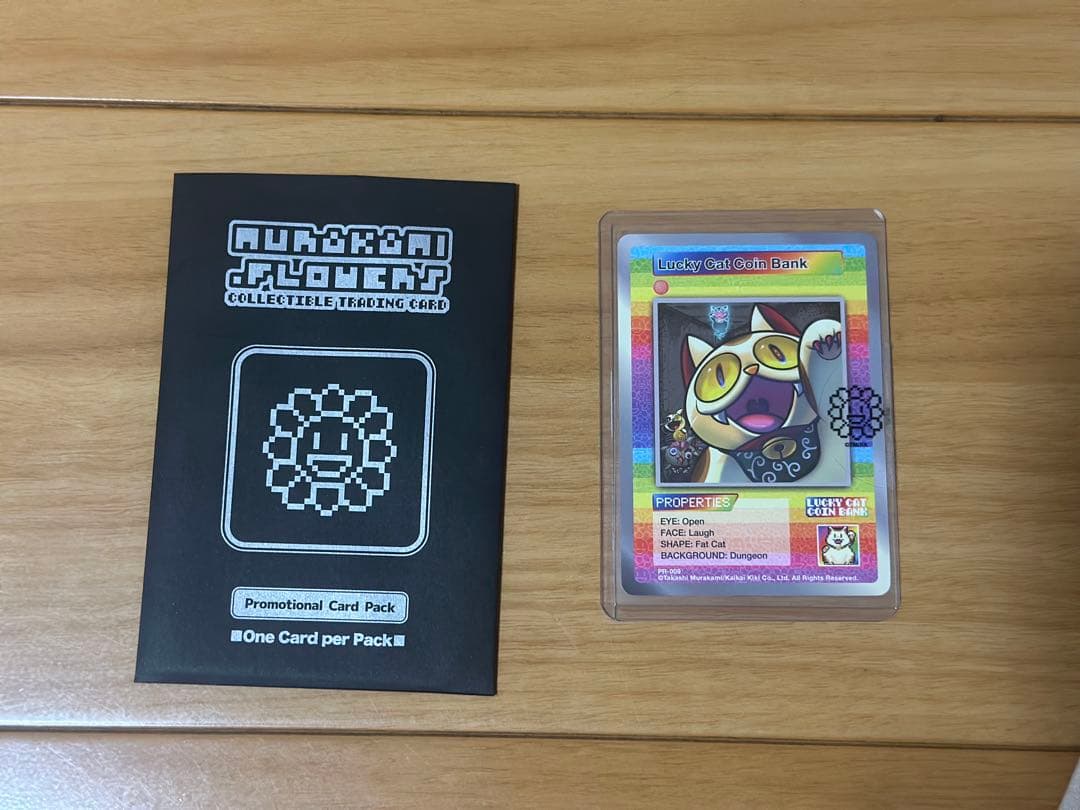 MURAKAMI
.FLOWERS
COLLECTIBLE TRADING CARD
Promotional Card Pack
One Card per Pack
Lucky Cat Coin Bank
PROPERTIES
LUCKY CAT
COIN BANK
EYE: Open
FACE: Laugh
SHAPE: Fat Cat
BACKGROUND: Dungeon
PR-008
©Takashi Murakami/Kaikai Kiki Co., Ltd. All Rights Reserved.